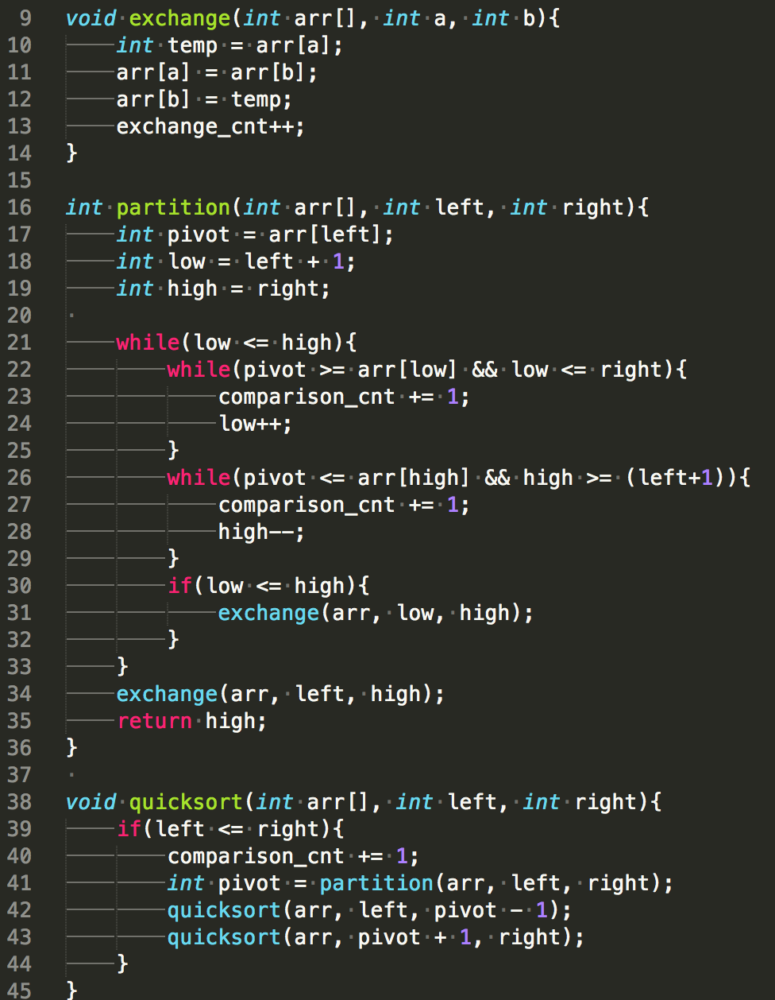 9 void exchange(int arr[], int a, int b){
10 int temp = arr[a];
11 arr[a] = arr[b];
12 arr[b] = temp;
13 exchange_cnt++;
14 }
15
16 int partition(int arr[], int left, int right){
17 int pivot = arr[left];
18 int low = left + 1;
19 int high = right;
20
21 while(low <= high){
22 while(pivot >= arr[low] && low <= right){
23 comparison_cnt += 1;
24 low++;
25 }
26 while(pivot <= arr[high] && high >= (left+1)){
27 comparison_cnt += 1;
28 high--;
29 }
30 if(low <= high){
31 exchange(arr, low, high);
32 }
33 }
34 exchange(arr, left, high);
35 return high;
36 }
37
38 void quicksort(int arr[], int left, int right){
39 if(left <= right){
40 comparison_cnt += 1;
41 int pivot = partition(arr, left, right);
42 quicksort(arr, left, pivot - 1);
43 quicksort(arr, pivot + 1, right);
44 }
45 }